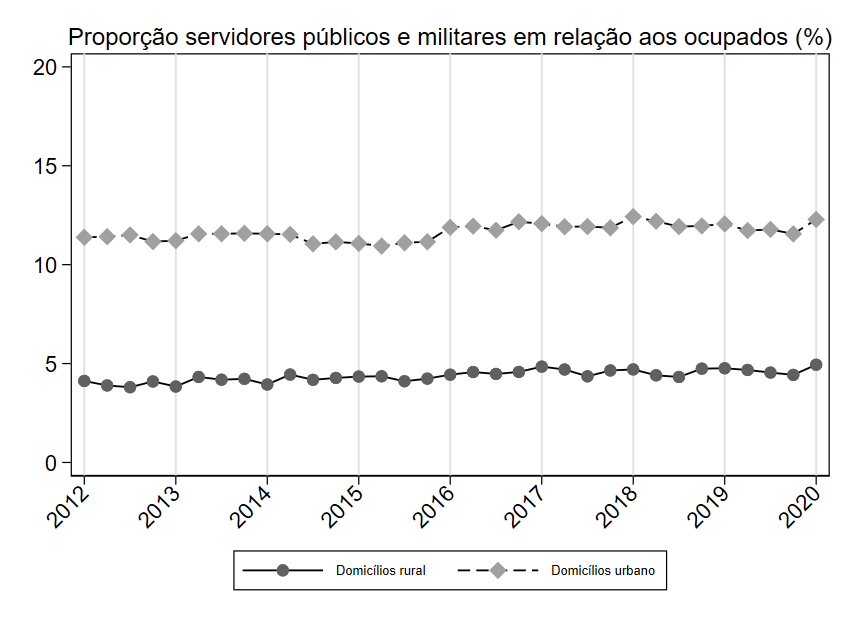 Proporção servidores públicos e militares em relação aos ocupados (%)
20
15
10
5
0
2012 2013 2014 2015 2016 2017 2018 2019 2020
Domicílios rural Domicílios urbano